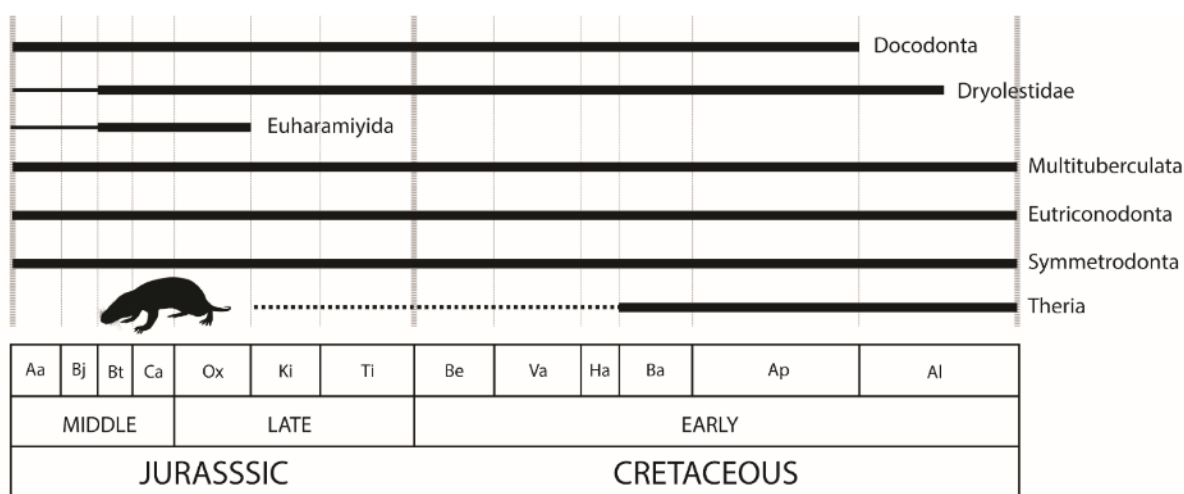 Docodonta
Dryolestidae
Euharamiyida
Multituberculata
Eutriconodonta
Symmetrodonta
Theria
Aa Bj Bt Ca Ox Ki Ti Be Va Ha Ba Ap Al
MIDDLE LATE EARLY
JURASSSIC CRETACEOUS